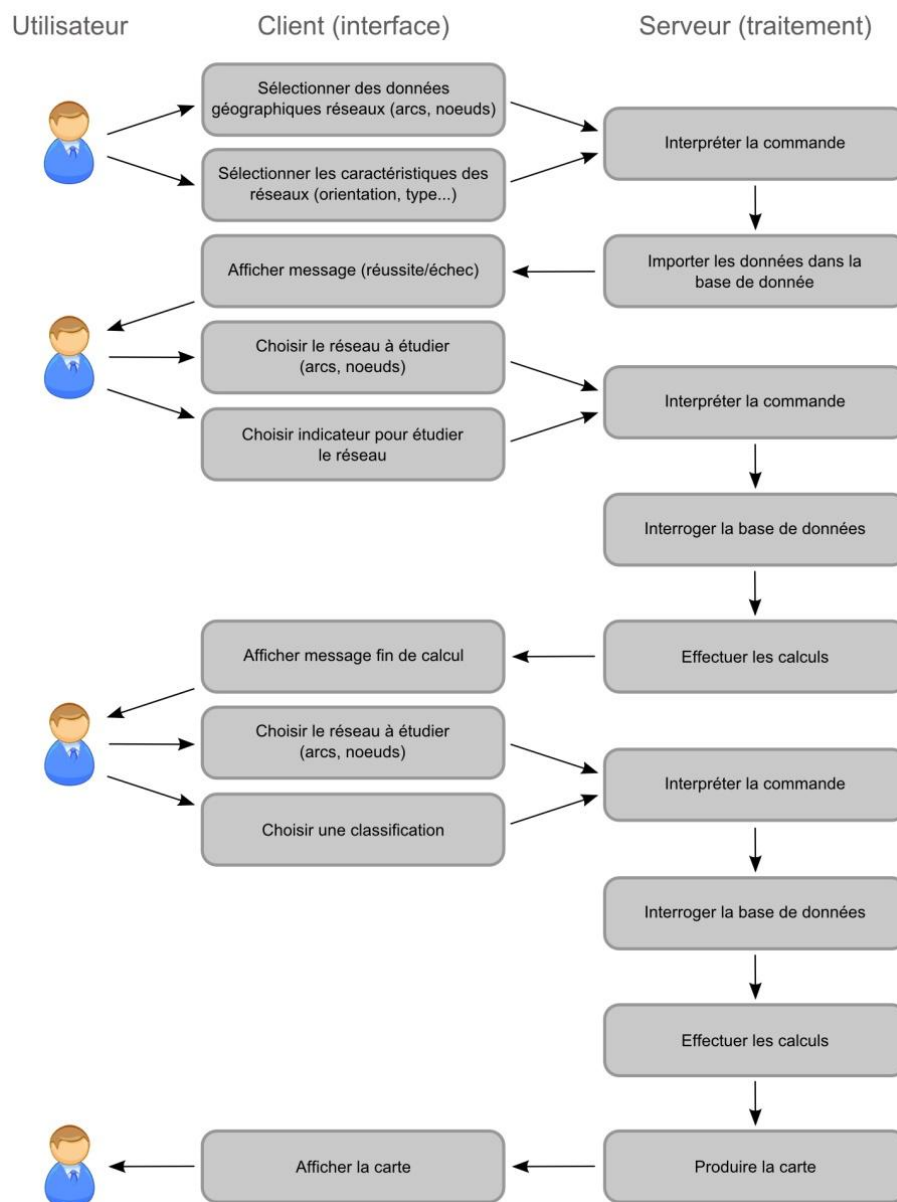 Utilisateur
Client (interface)
Serveur (traitement)
Sélectionner des données
géographiques réseaux (arcs, noeuds)
Interpréter la commande
Sélectionner les caractéristiques des
réseaux (orientation, type...)
Afficher message (réussite/échec)
Importer les données dans la
base de donnée
Choisir le réseau à étudier
(arcs, noeuds)
Interpréter la commande
Choisir indicateur pour étudier
le réseau
Interroger la base de données
Afficher message fin de calcul
Effectuer les calculs
Choisir le réseau à étudier
(arcs, noeuds)
Interpréter la commande
Choisir une classification
Interroger la base de données
Effectuer les calculs
Afficher la carte
Produire la carte